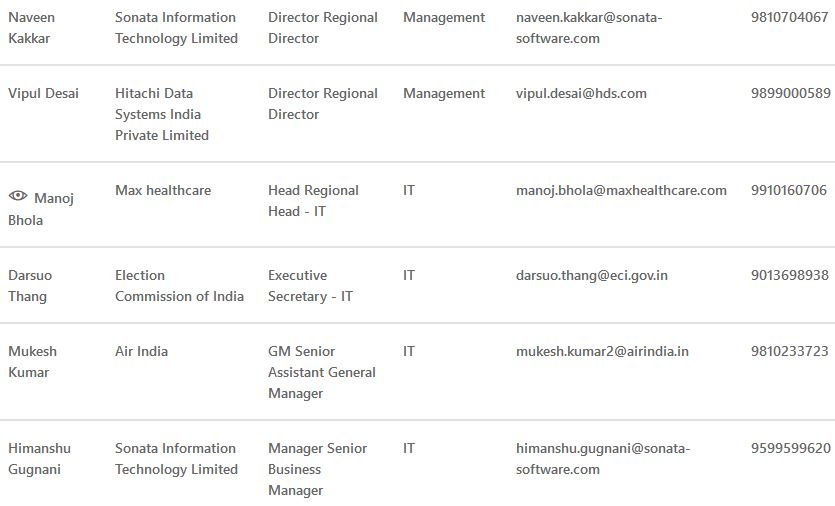 Naveen Kakkar Sonata Information Technology Limited Director Regional Director Management naveen.kakkar@sonata-software.com 9810704067
Vipul Desai Hitachi Data Systems India Private Limited Director Regional Director Management vipul.desai@hds.com 9899000589
Manoj Bhola Max healthcare Head Regional Head - IT IT manoj.bhola@maxhealthcare.com 9910160706
Darsuo Thang Election Commission of India Executive Secretary - IT IT darsuo.thang@eci.gov.in 9013698938
Mukesh Kumar Air India GM Senior Assistant General Manager IT mukesh.kumar2@airindia.in 9810233723
Himanshu Gugnani Sonata Information Technology Limited Manager Senior Business Manager IT himanshu.gugnani@sonata-software.com 9599599620